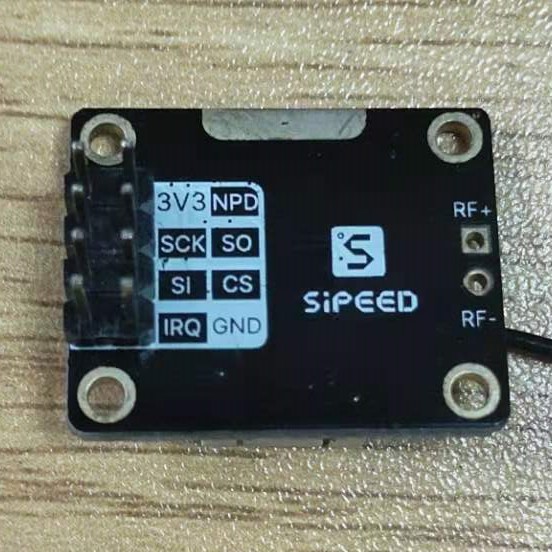 3V3 NPD
SCK SO
SI CS
IRQ GND
S
SiPEED
RF+
RF-